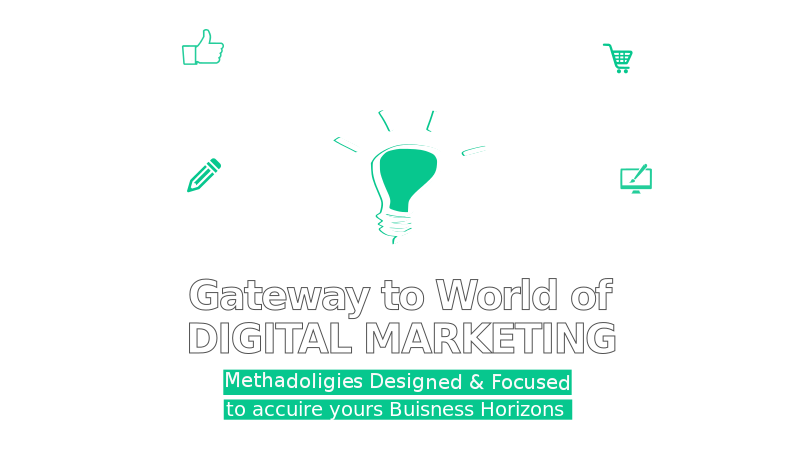 Gateway to World of
DIGITAL MARKETING
Methadoligies Designed & Focused
to accuire yours Buisness Horizons